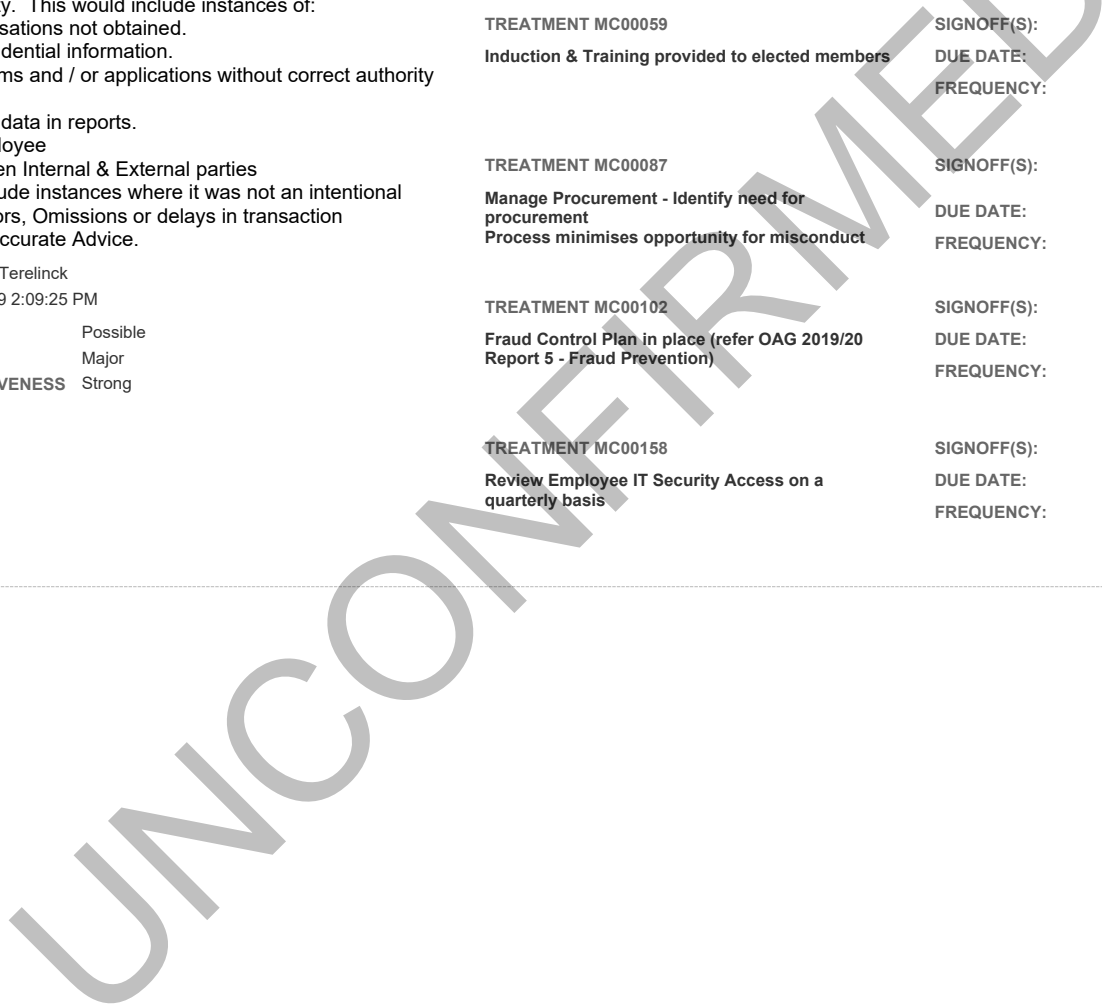 ty. This would include instances of:
sations not obtained.
dential information.
ms and / or applications without correct authority
data in reports.
loyee
en Internal & External parties
ude instances where it was not an intentional
ors, Omissions or delays in transaction
ccurate Advice.
Terelinck
9 2:09:25 PM
Possible
Major
VENESS Strong
TREATMENT MC00059
SIGNOFF(S):
Induction & Training provided to elected members
DUE DATE:
FREQUENCY:
TREATMENT MC00087
SIGNOFF(S):
Manage Procurement - Identify need for
procurement
DUE DATE:
Process minimises opportunity for misconduct
FREQUENCY:
TREATMENT MC00102
SIGNOFF(S):
Fraud Control Plan in place (refer OAG 2019/20
DUE DATE:
Report 5 - Fraud Prevention)
FREQUENCY:
TREATMENT MC00158
SIGNOFF(S):
Review Employee IT Security Access on a
DUE DATE:
quarterly basis
FREQUENCY:
UNCONFIRMED